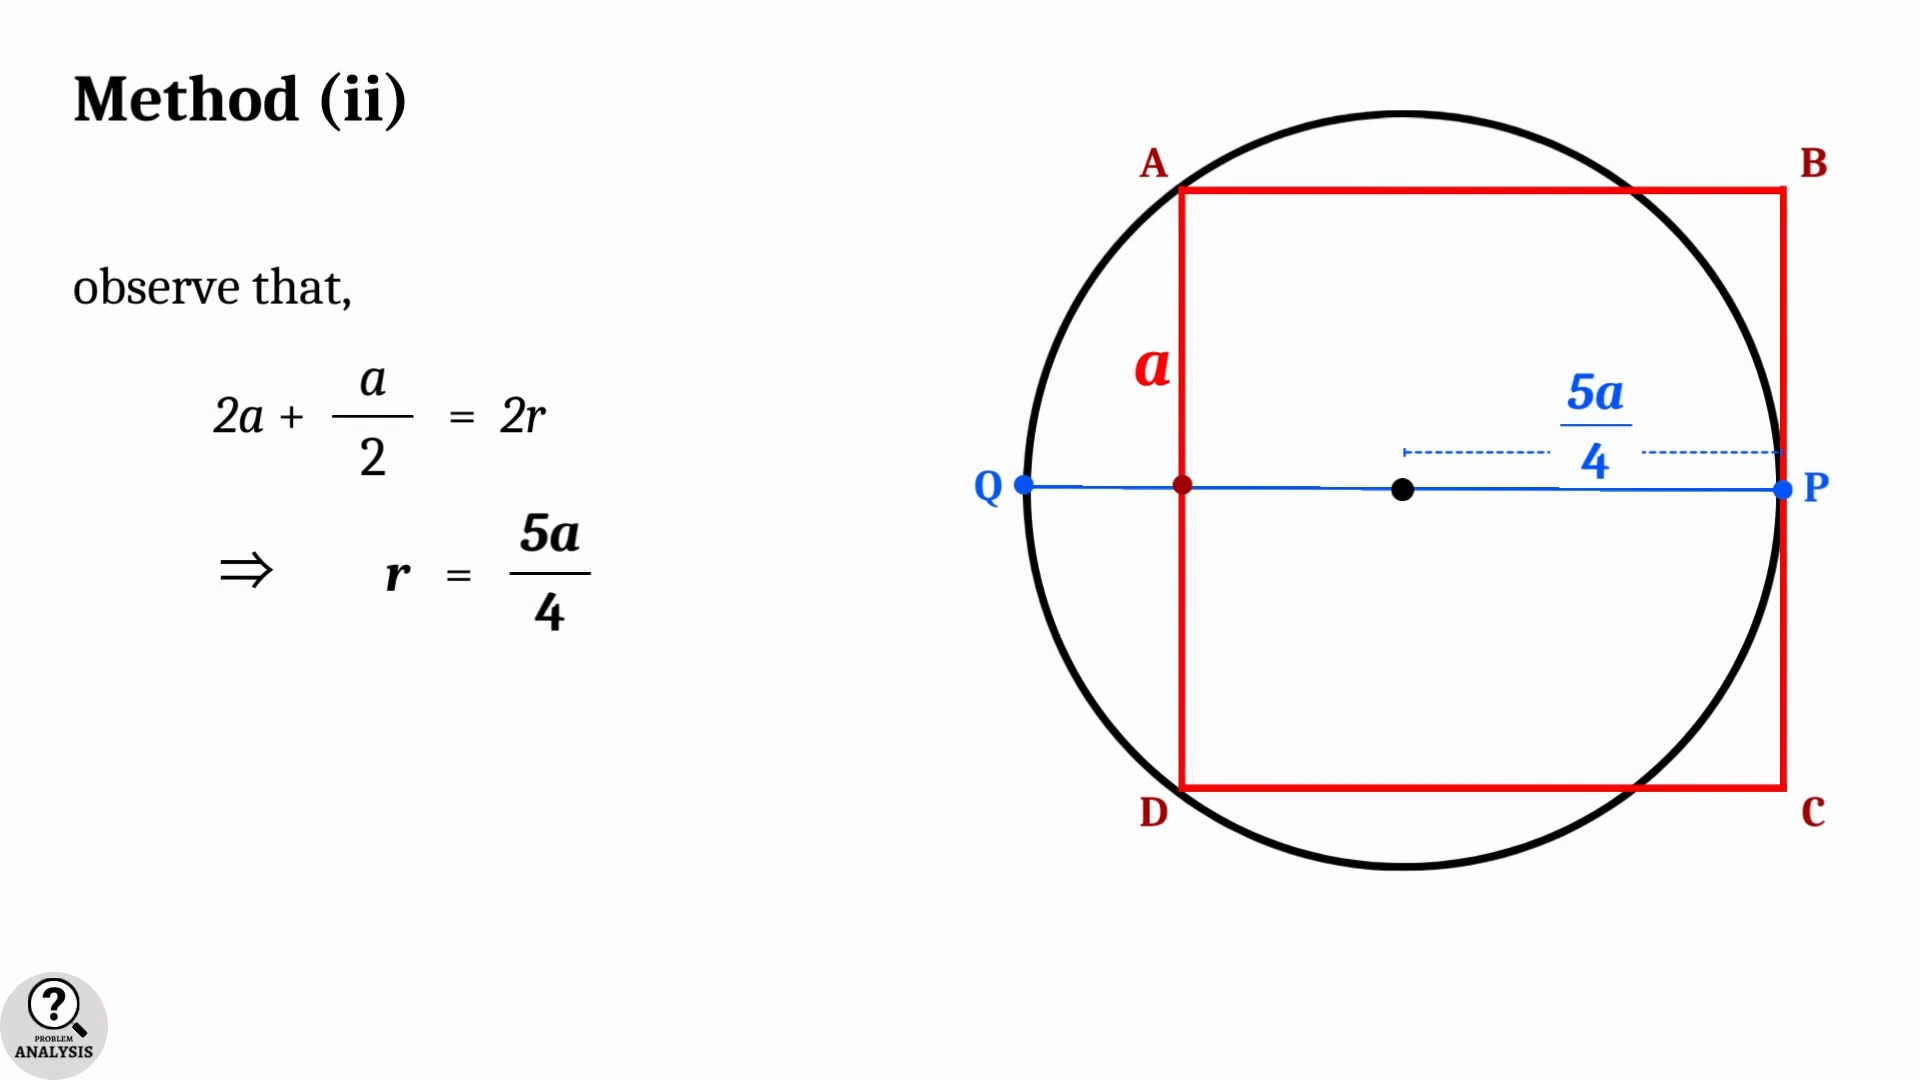 Method (ii)
observe that,
2a + a/2 = 2r
⇒ r = 5a/4
A
B
a
5a/4
Q
P
D
C
?
PROBLEM
ANALYSIS